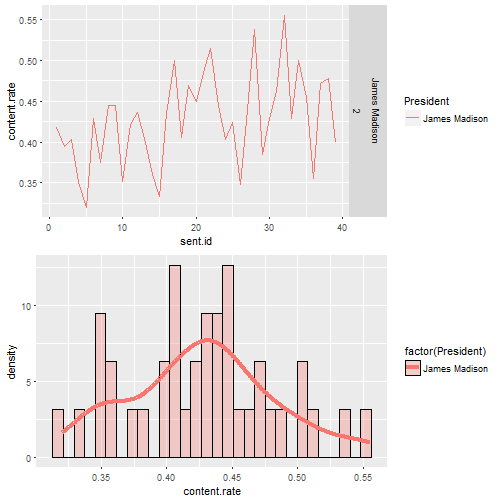 0.55
0.50
0.45
0.40
0.35
content.rate
0
10
20
30
40
sent.id
James Madison
2
President
James Madison
10
5
0
density
0.35
0.40
0.45
0.50
0.55
content.rate
factor(President)
James Madison